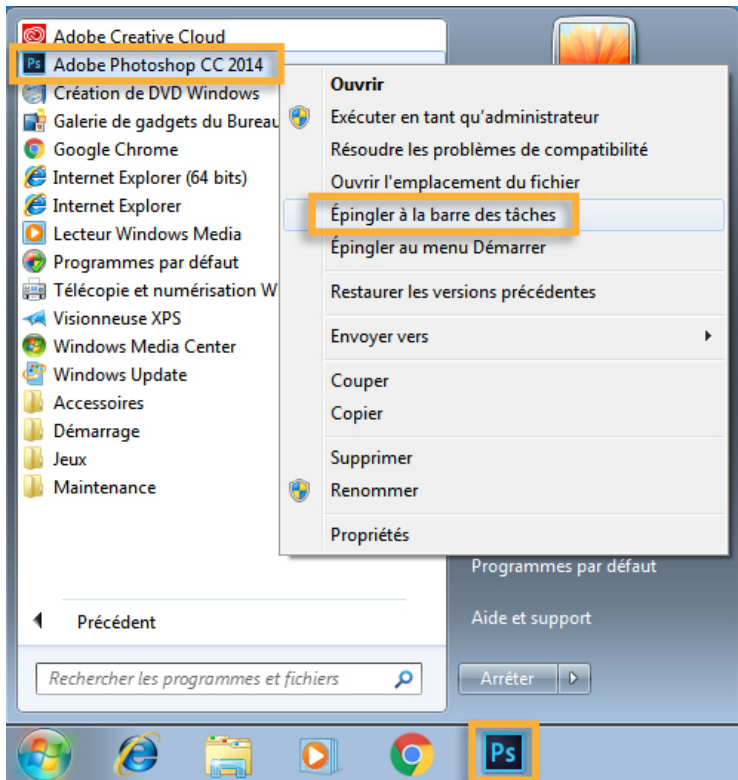 Adobe Creative Cloud
Ps Adobe Photoshop CC 2014
Création de DVD Windows
Galerie de gadgets du Bureau
Google Chrome
Internet Explorer (64 bits)
Internet Explorer
Lecteur Windows Media
Programmes par défaut
Télécopie et numérisation W
Visionneuse XPS
Windows Media Center
Windows Update
Accessoires
Démarrage
Jeux
Maintenance
Précédent
Rechercher les programmes et fichiers
Ouvrir
Exécuter en tant qu'administrateur
Résoudre les problèmes de compatibilité
Ouvrir l'emplacement du fichier
Épingler à la barre des tâches
Épingler au menu Démarrer
Restaurer les versions précédentes
Envoyer vers
Couper
Copier
Supprimer
Renommer
Propriétés
Programmes par défaut
Aide et support
Arrêter
Ps